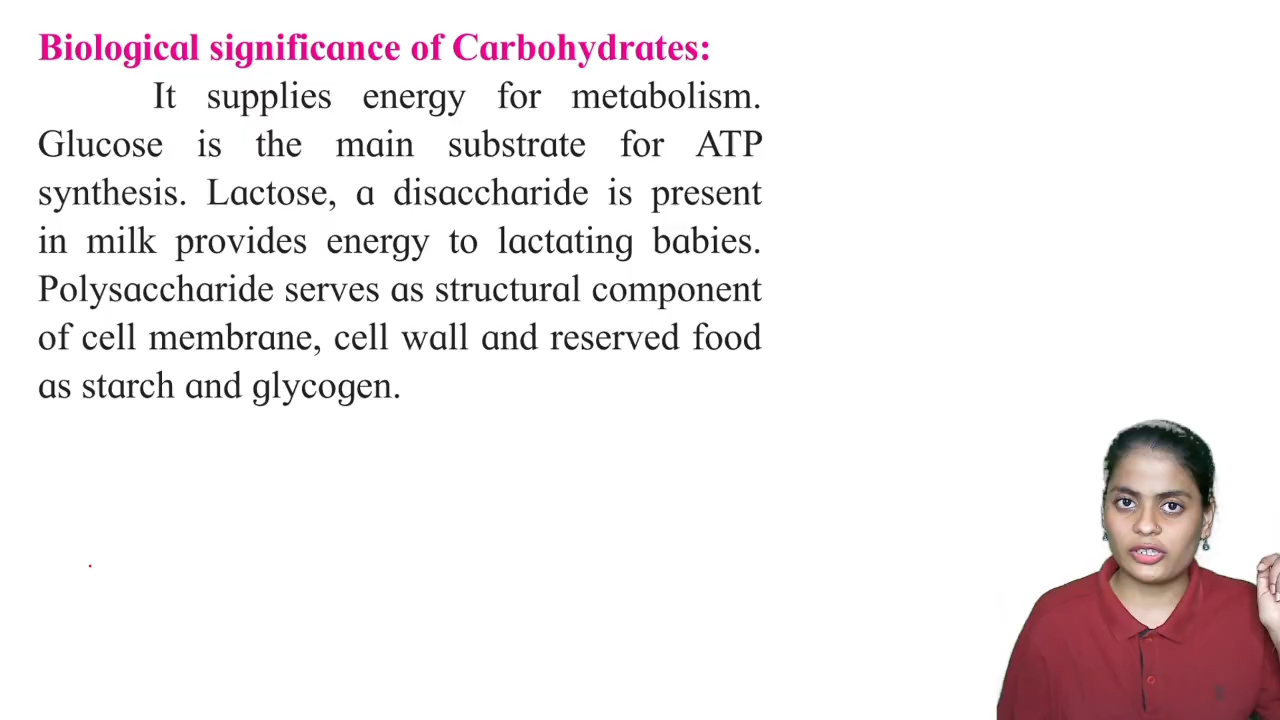 Biological significance of Carbohydrates:
It supplies energy for metabolism.
Glucose is the main substrate for ATP
synthesis. Lactose, a disaccharide is present
in milk provides energy to lactating babies.
Polysaccharide serves as structural component
of cell membrane, cell wall and reserved food
as starch and glycogen.